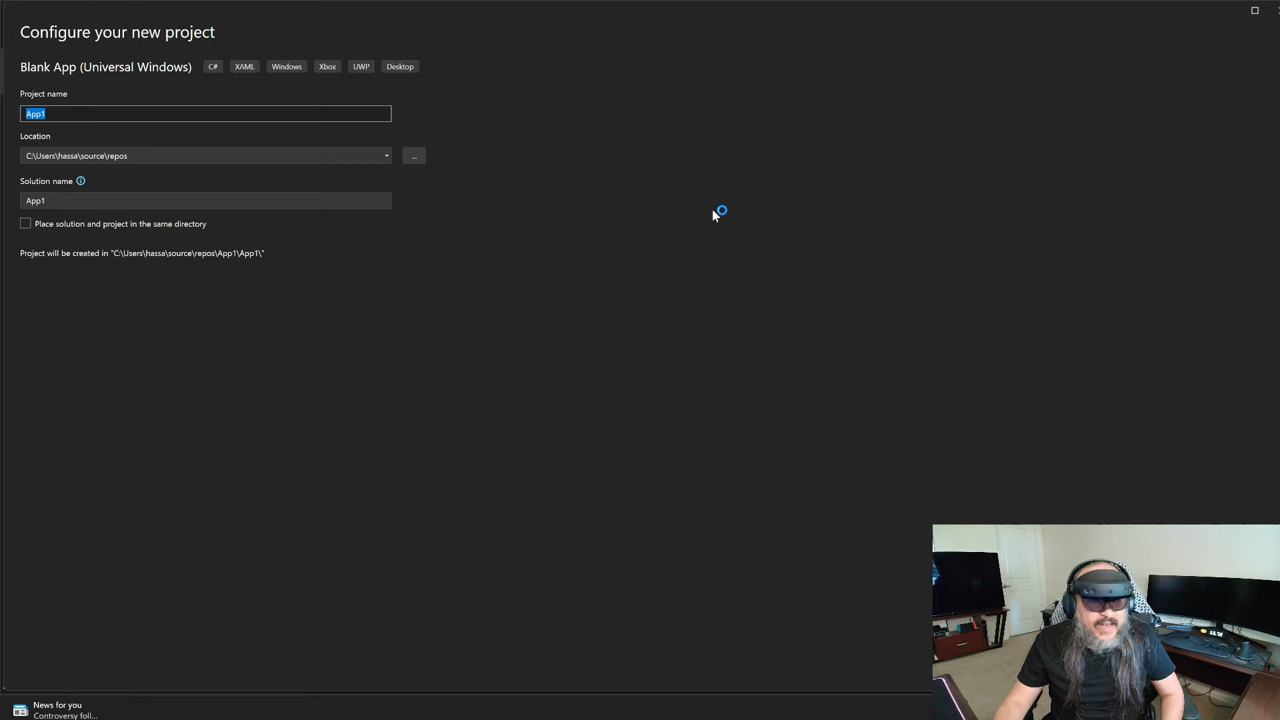 Configure your new project
Blank App (Universal Windows) C# XAML Windows Xbox UWP Desktop
Project name
App1
Location
C:\Users\hassa\source\repos
...
Solution name
App1
Place solution and project in the same directory
Project will be created in "C:\Users\hassa\source\repos\App1\App1\"
News for you
Controversy foll...